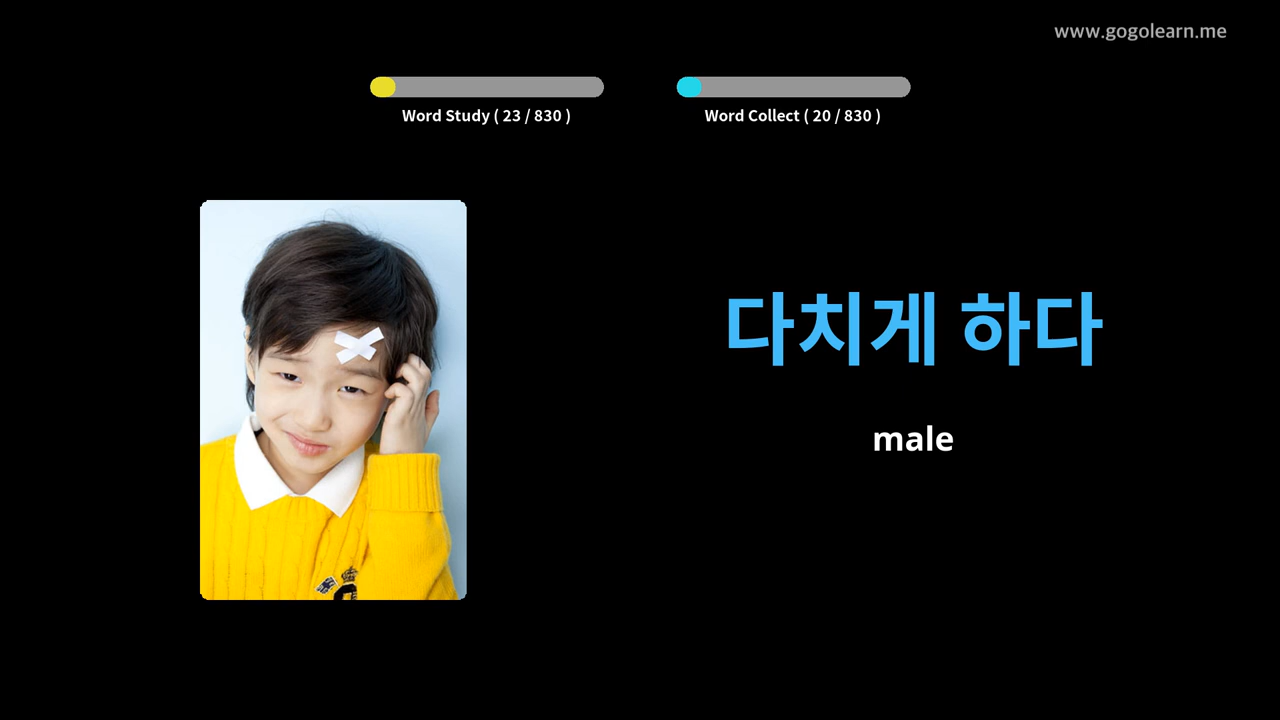 www.gogolearn.me
Word Study ( 23 / 830 )
Word Collect ( 20 / 830 )
다치게 하다
male